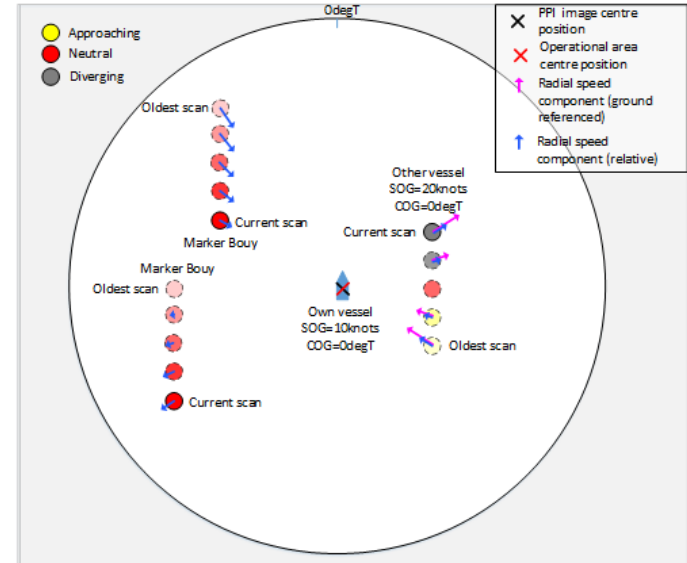 0degT
Approaching
Neutral
Diverging
PPI image centre
position
Operational area
centre position
Radial speed
component (ground
referenced)
Radial speed
component (relative)
Oldest scan
Current scan
Marker Bouy
Other vessel
SOG=20knots
COG=0degT
Current scan
Oldest scan
Marker Bouy
Oldest scan
Current scan
Own vessel
SOG=10knots
COG=0degT